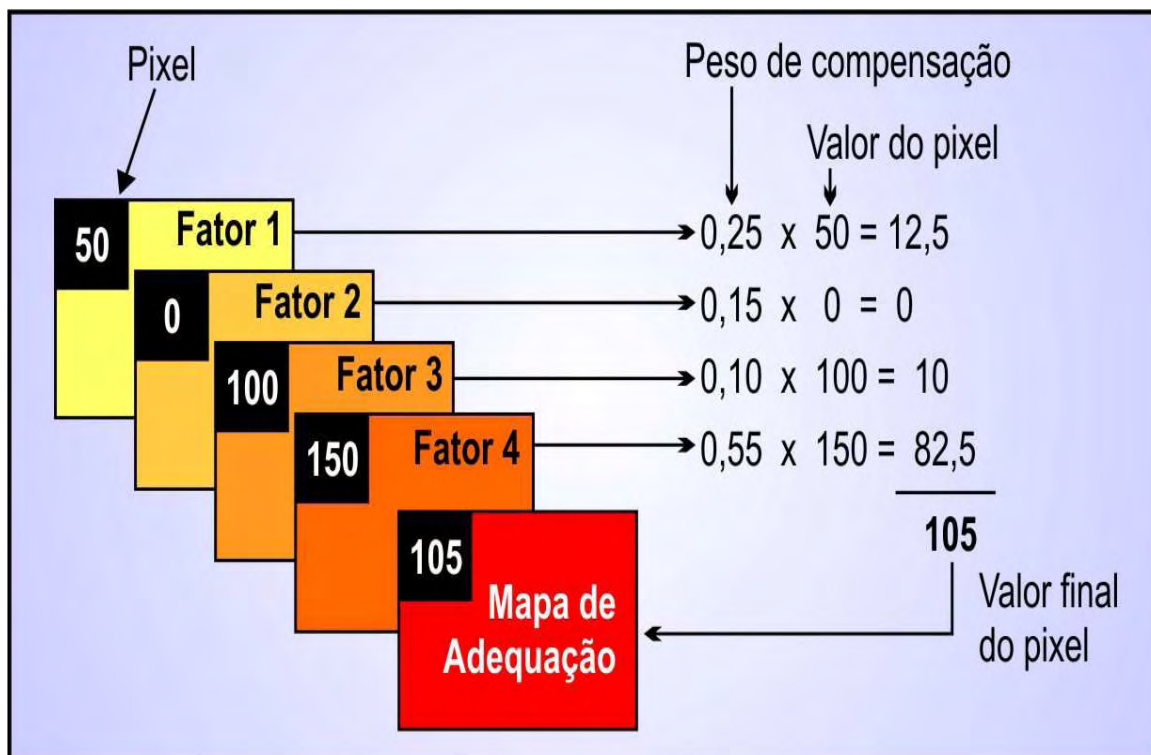 Pixel
Peso de compensação
Valor do pixel
50
Fator 1
0,25 x 50 = 12,5
0
Fator 2
0,15 x 0 = 0
100
Fator 3
0,10 x 100 = 10
150
Fator 4
0,55 x 150 = 82,5
105
105
Mapa de
Adequação
Valor final
do pixel